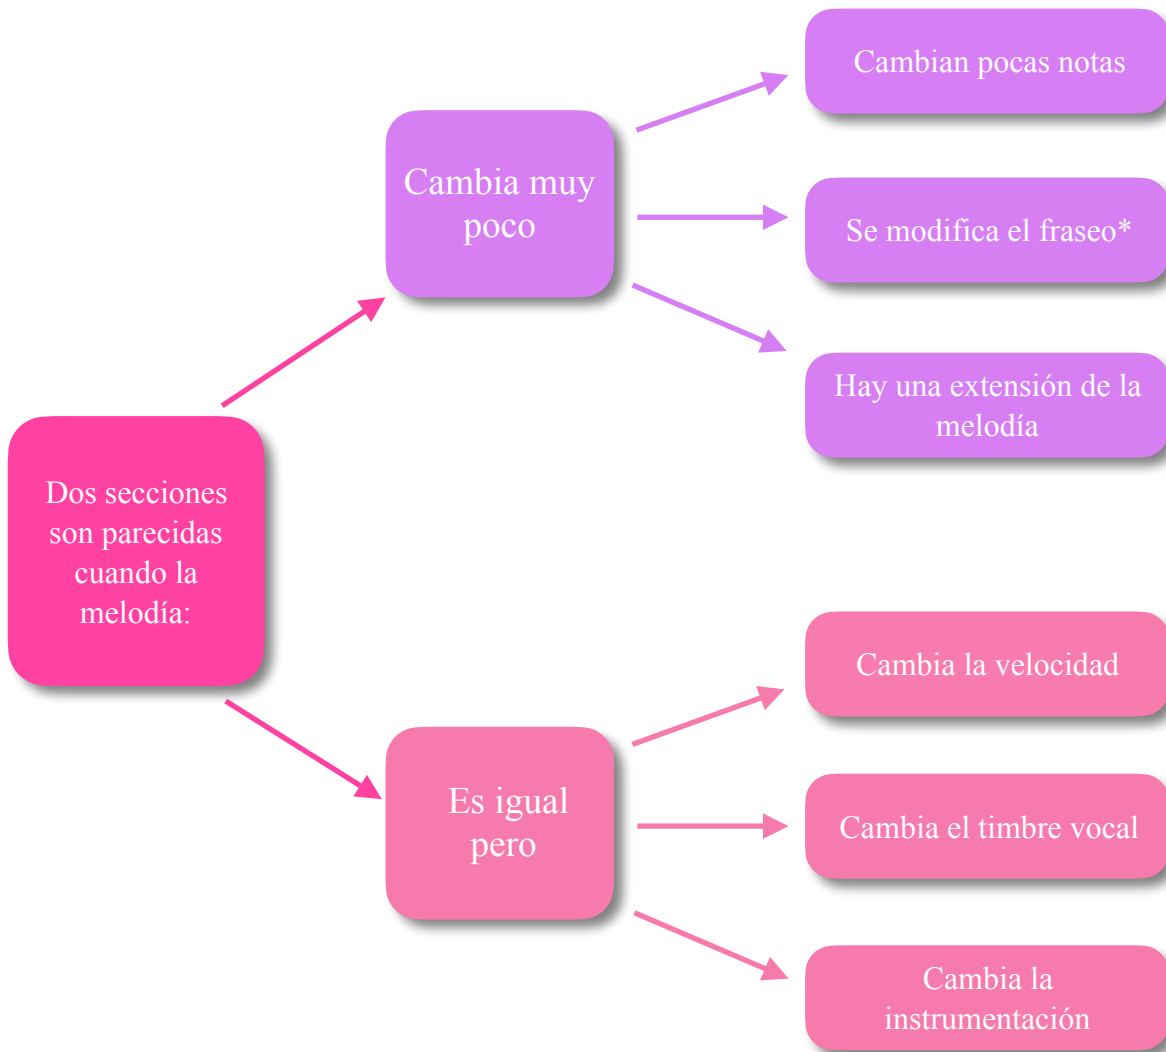 Dos secciones
son parecidas
cuando la
melodía:
Cambia muy
poco
Cambian pocas notas
Se modifica el fraseo*
Hay una extensión de la
melodía
Es igual
pero
Cambia la velocidad
Cambia el timbre vocal
Cambia la
instrumentación